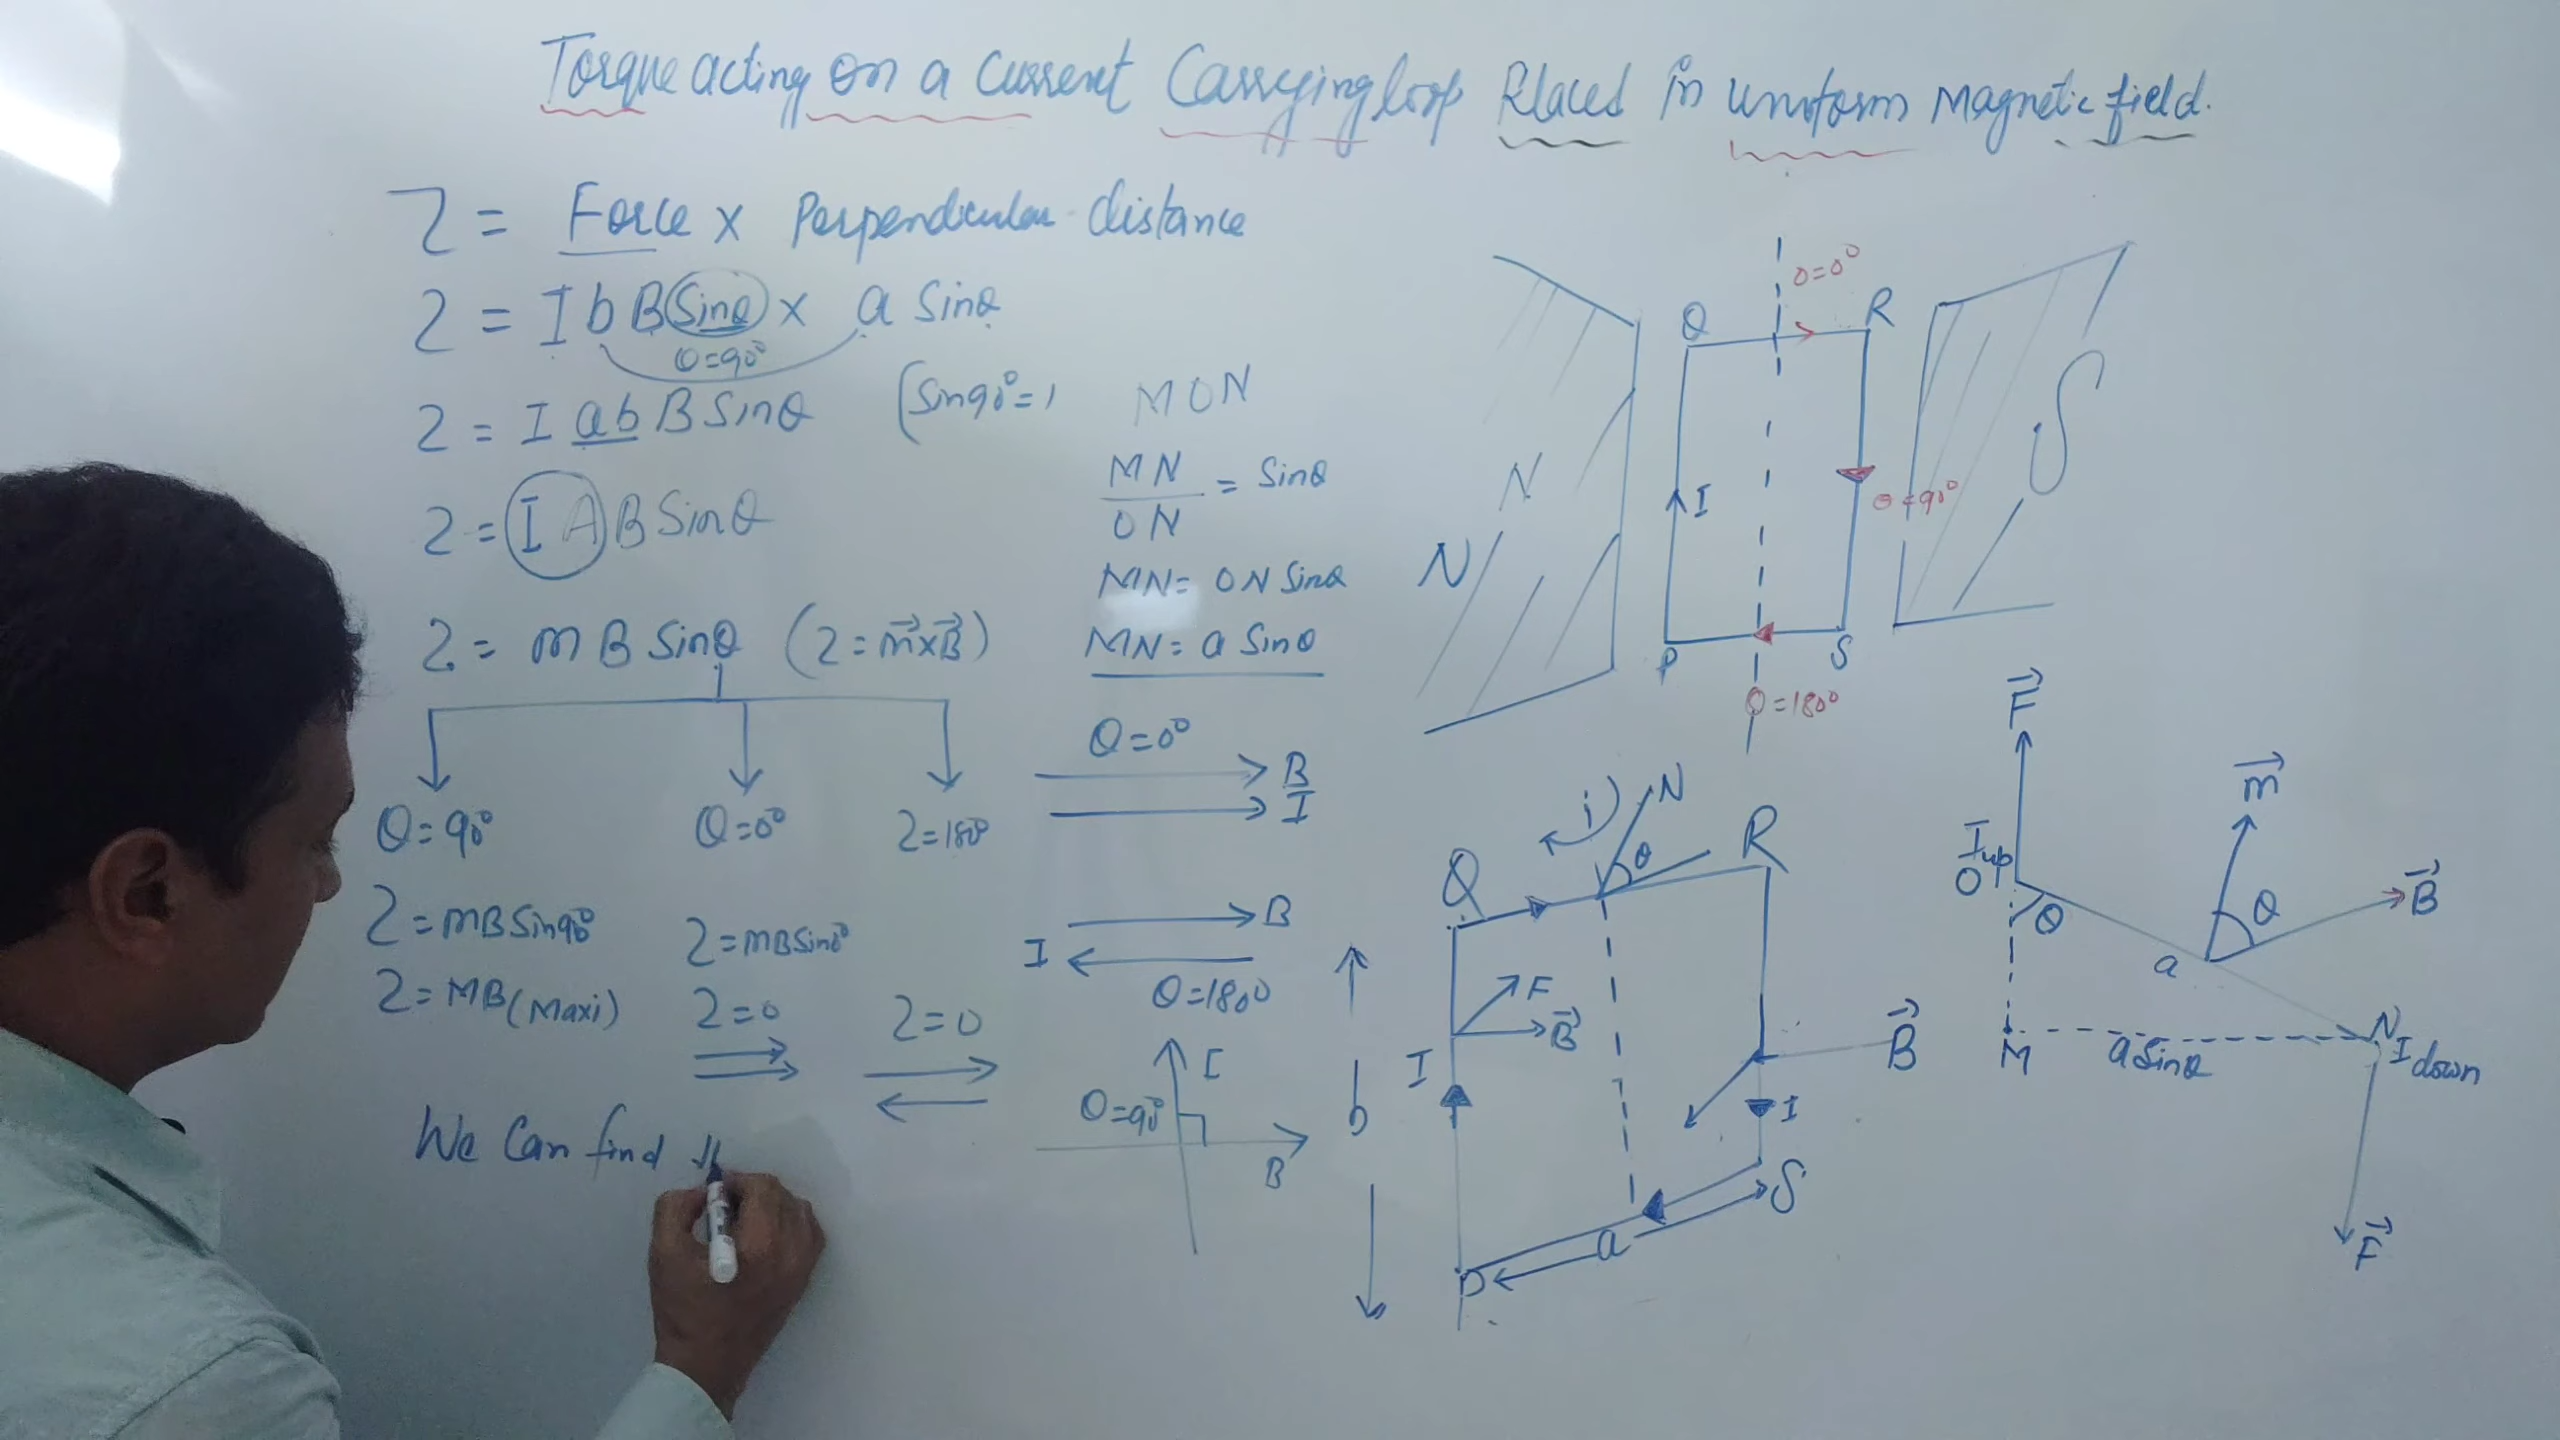 Torque acting on a Current Carrying loop Placed in uniform Magnetic field.
τ = Force × Perpendicular distance
τ = I b B Sinθ × a Sinθ
θ=90°
τ = I ab B Sinθ (Sin90°=1
τ = I A B Sinθ
τ = m B Sinθ (τ = m⃗×B⃗)
θ=90°
θ=0°
τ=180°
τ=mBSin90°
τ=MB(Maxi)
τ=mBSin0°
τ=0
τ=0
We Can find
M O N
MN/ON = Sinθ
MN= ON Sinθ
MN= a Sinθ
θ=0°
B
I
B
I
θ=180°
I
θ=90°
B
θ=0°
Q
R
N
N
I
θ=90°
S
P
S
θ=180°
i
N
θ
Q
R
F
B⃗
I
B⃗
b
I
S
a
P
F⃗
m⃗
I up
O
θ
θ
B⃗
a
M
a Sinθ
N
I down
F⃗